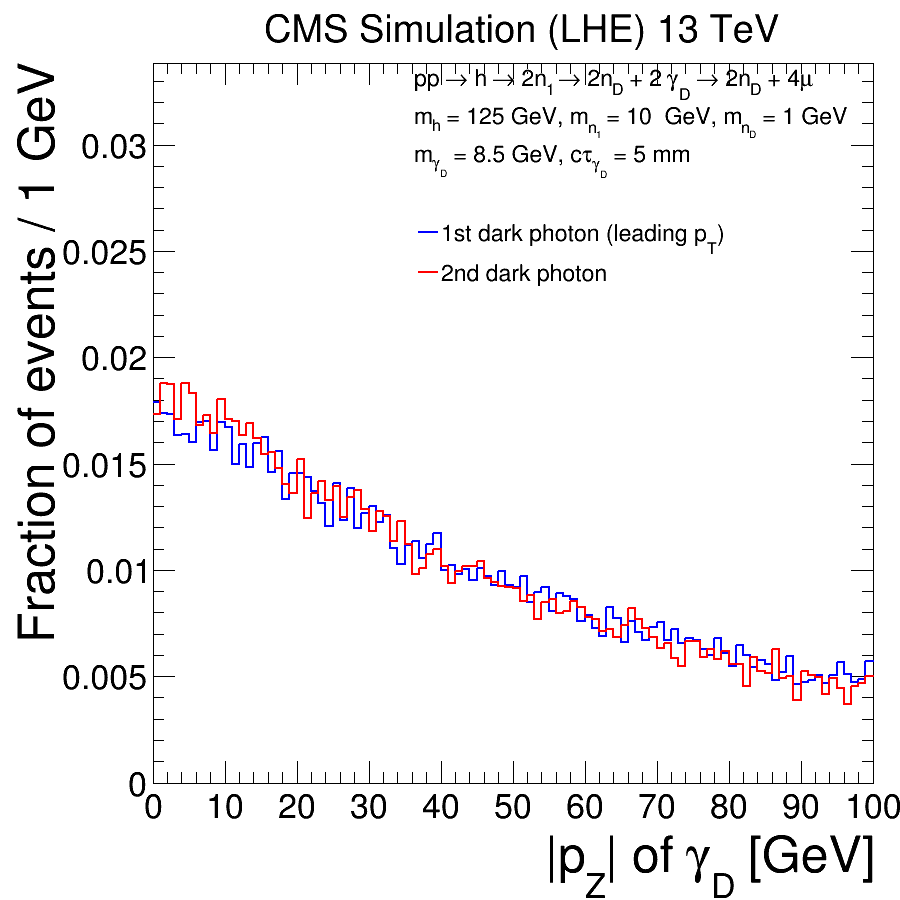 CMS Simulation (LHE) 13 TeV
pp → h → 2n₁ → 2n_D + 2 γ_D → 2n_D + 4μ
m_h = 125 GeV, m_n₁ = 10 GeV, m_n_D = 1 GeV
m_γ_D = 8.5 GeV, cτ_γ_D = 5 mm
1st dark photon (leading p_T)
2nd dark photon
Fraction of events / 1 GeV
0.03
0.025
0.02
0.015
0.01
0.005
0
0 10 20 30 40 50 60 70 80 90 100
|p_Z| of γ_D [GeV]